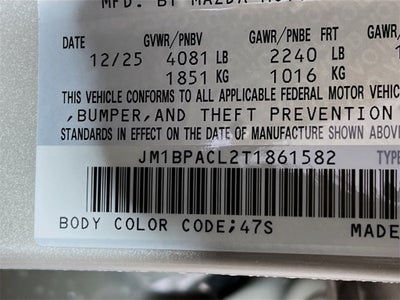 MFD. BY MAZDA
DATE GVWR/PNBV GAWR/PNBE FRT GAWR/
12/25 4081 LB 2240 LB
1851 KG 1016 KG
THIS VEHICLE CONFORMS TO ALL APPLICABLE FEDERAL MOTOR VEHICLE
,BUMPER,AND THEFT PREVENTION
STANDARDS IN EFFECT ON THE DATE OF MANUFACTURE SHOWN ABOVE
JM1BPACL2T1861582 TYPE
BODY COLOR CODE;47S MADE